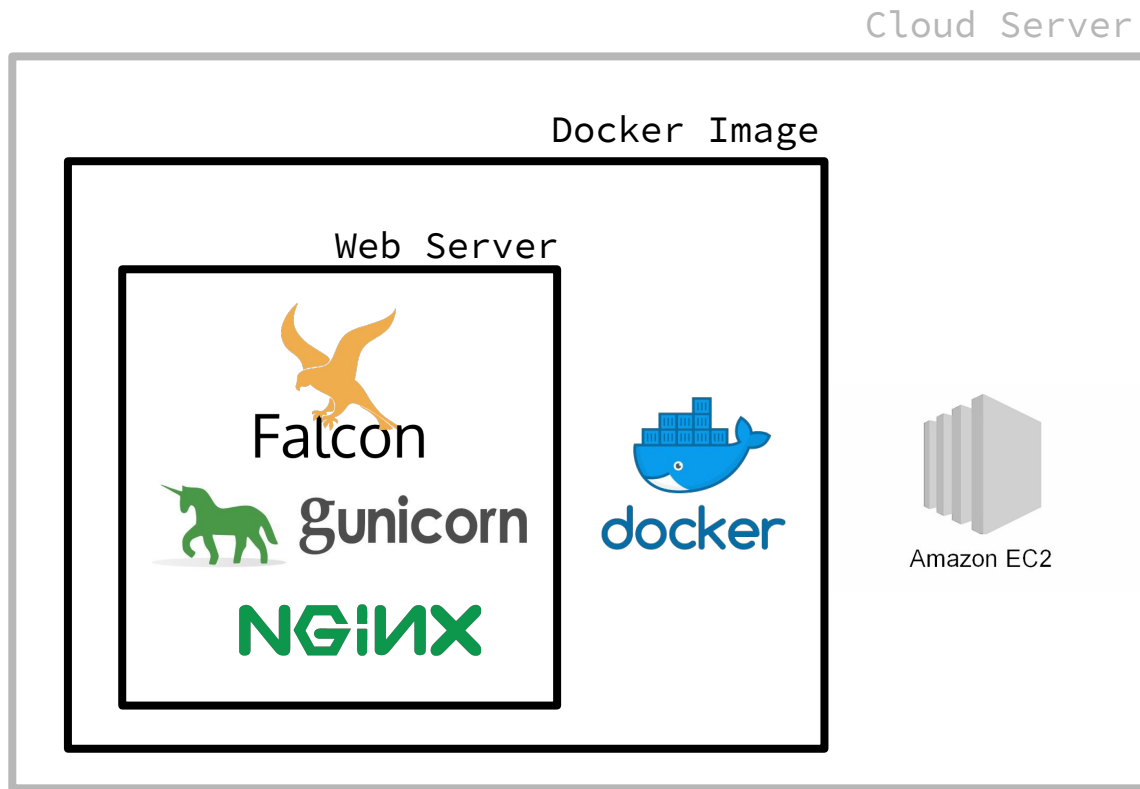 Cloud Server
Docker Image
Web Server
Falcon
gunicorn
NGINX
docker
Amazon EC2